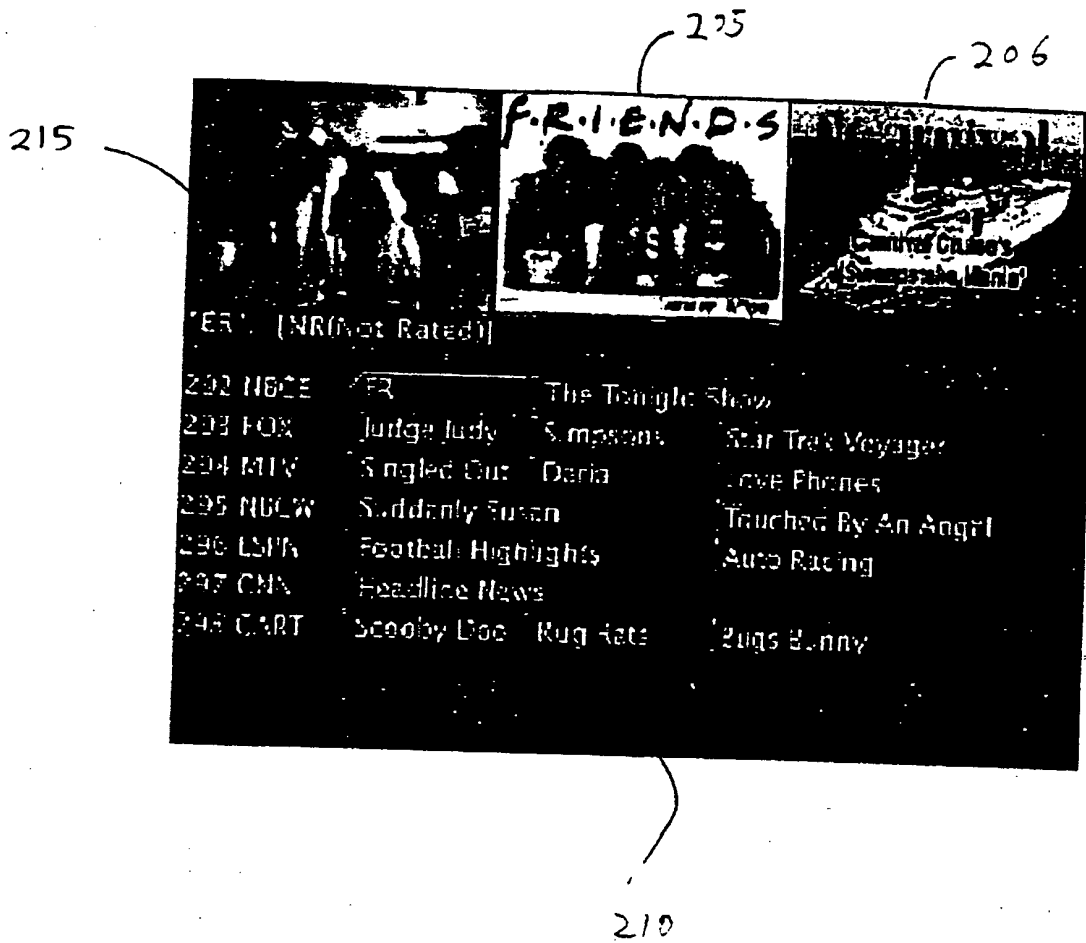 205
206
215
F.R.I.E.N.D.S
Carnival Cruise's
"ER". [NR(Not Rated)]
292 NBCE ER The Tonight Show
293 FOX Judge Judy Simpsons Star Trek Voyager
294 MTV Singled Out Daria Love Phones
295 NBCW Suddenly Susan Touched By An Angel
296 ESPN Football Highlights Auto Racing
297 CNN Headline News
298 CART Scooby Doo Rug Rats Bugs Bunny
210